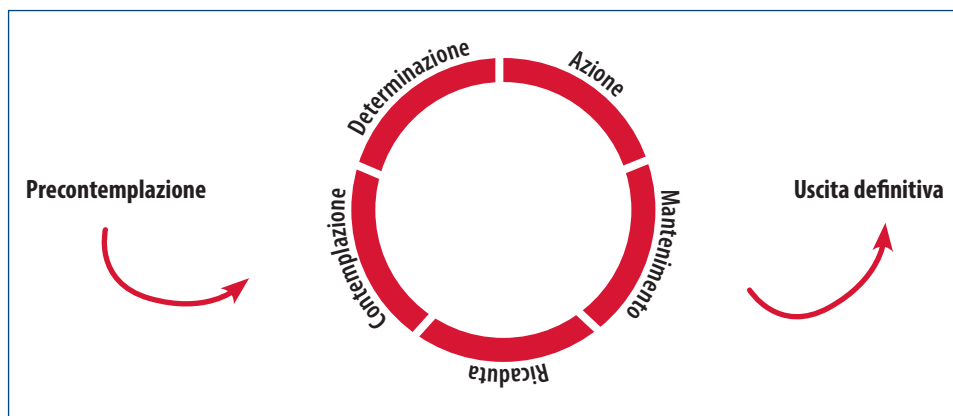 Precontemplazione
Contemplazione
Determinazione
Azione
Mantenimento
Ricaduta
Uscita definitiva